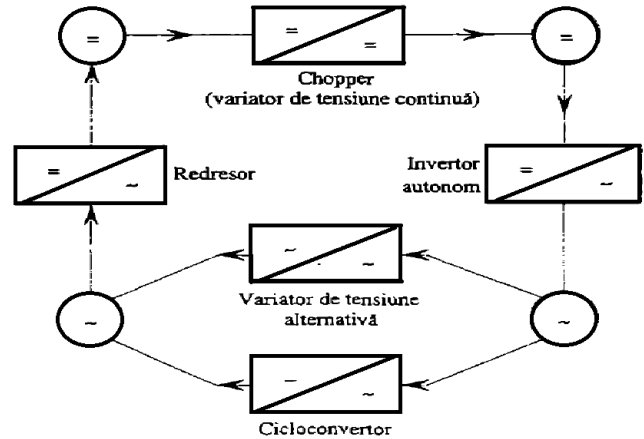 = = = =
Chopper
(variator de tensiune continuă)
= ~ Redresor
Invertor
autonom
= ~
~ ~
~ ~
Variator de tensiune
alternativă
− ~
Cicloconvertor